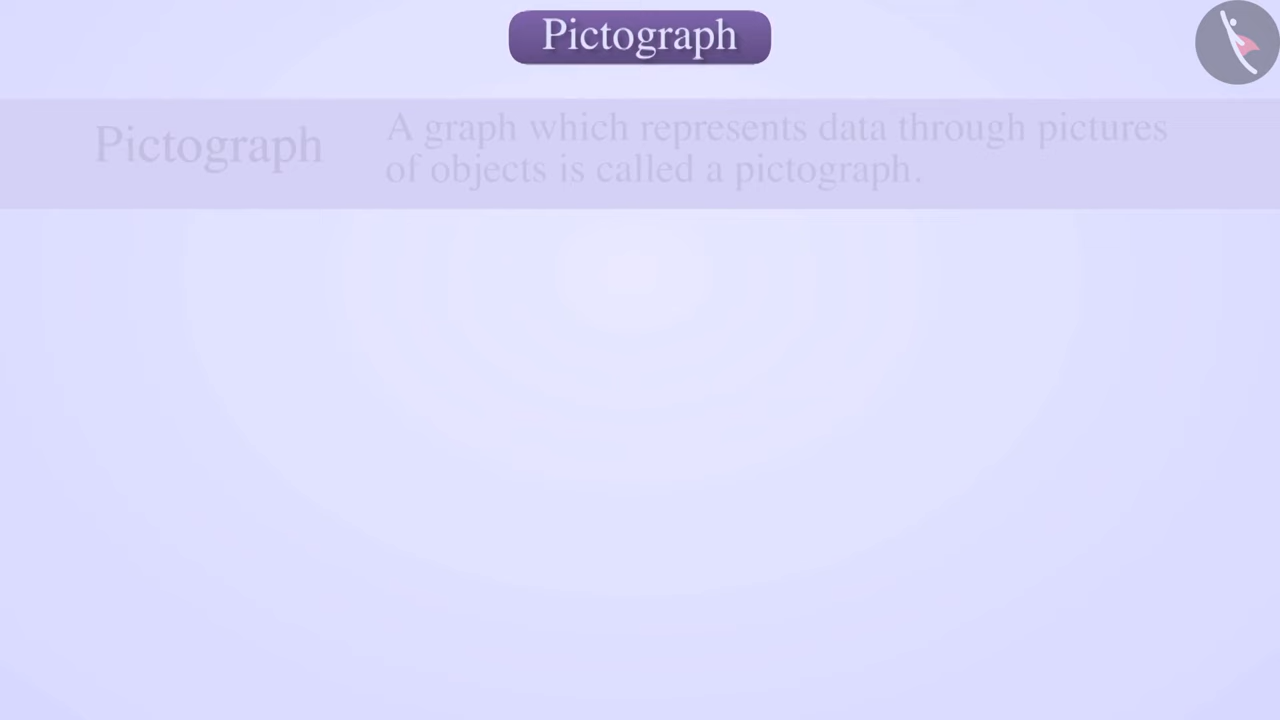 Pictograph
Pictograph
A graph which represents data through pictures
of objects is called a pictograph.